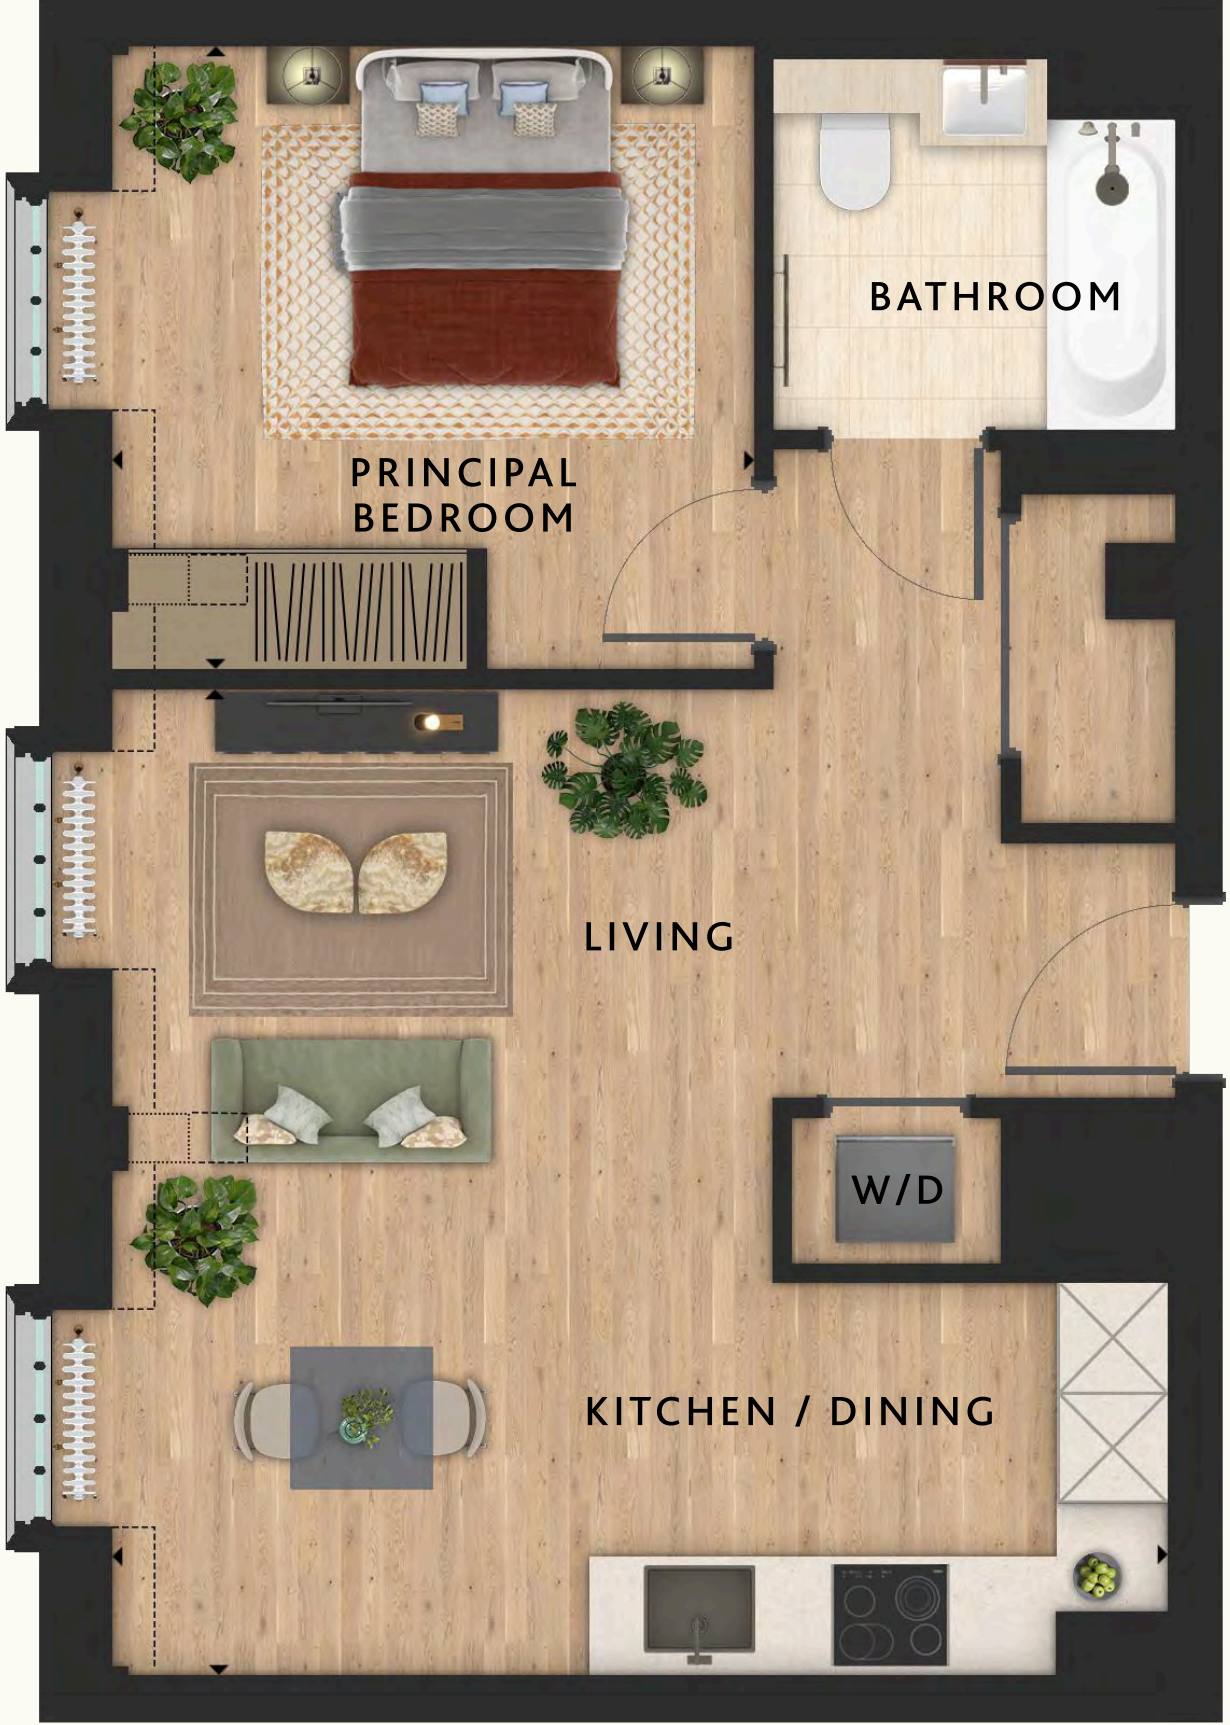 BATHROOM
PRINCIPAL
BEDROOM
LIVING
W/D
KITCHEN / DINING